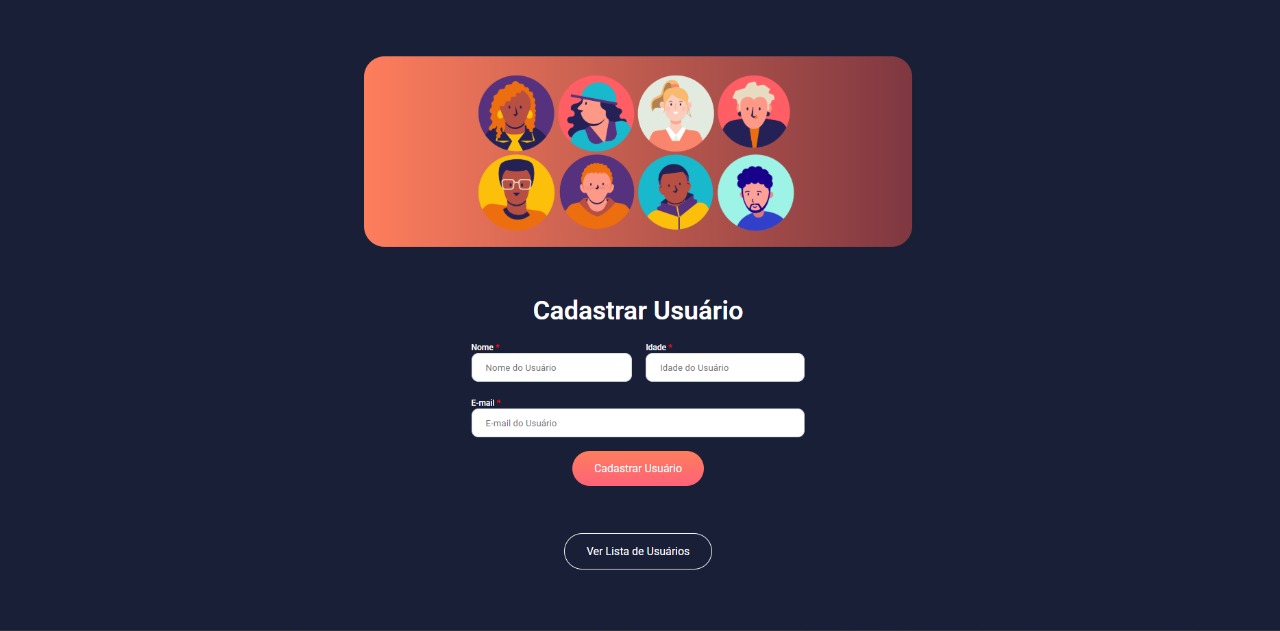 Cadastrar Usuário
Nome *
Idade *
Nome do Usuário
Idade do Usuário
E-mail *
E-mail do Usuário
Cadastrar Usuário
Ver Lista de Usuários